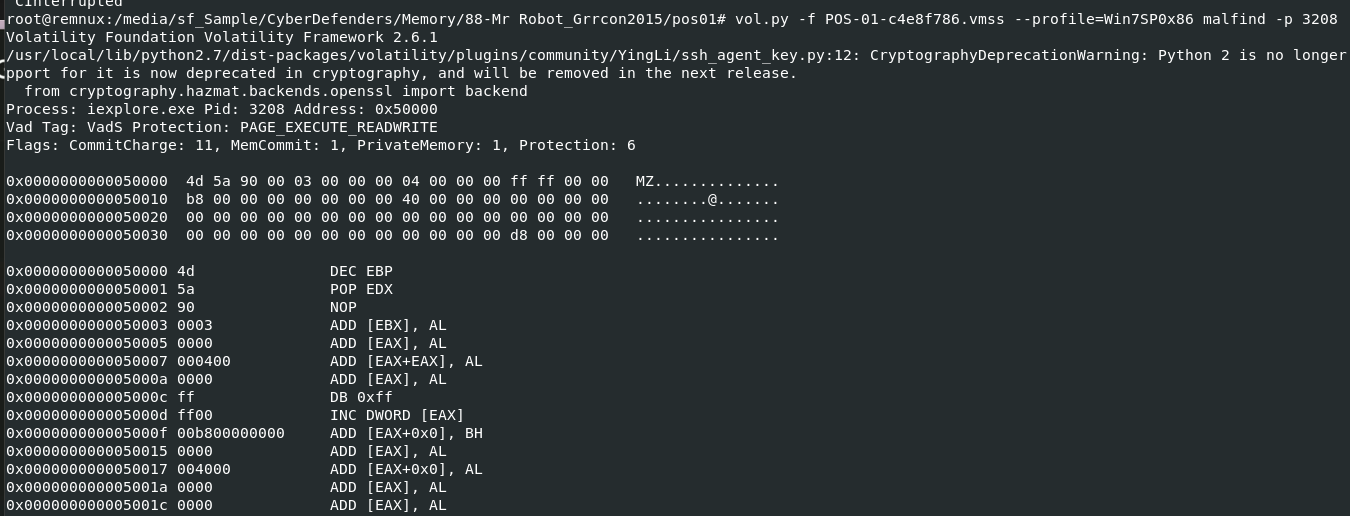 Cinterrupted
root@remnux:/media/sf_Sample/CyberDefenders/Memory/88-Mr Robot_Grrcon2015/pos01# vol.py -f POS-01-c4e8f786.vmss --profile=Win7SP0x86 malfind -p 3208
Volatility Foundation Volatility Framework 2.6.1
/usr/local/lib/python2.7/dist-packages/volatility/plugins/community/YingLi/ssh_agent_key.py:12: CryptographyDeprecationWarning: Python 2 is no longer
pport for it is now deprecated in cryptography, and will be removed in the next release.
  from cryptography.hazmat.backends.openssl import backend
Process: iexplore.exe Pid: 3208 Address: 0x50000
Vad Tag: VadS Protection: PAGE_EXECUTE_READWRITE
Flags: CommitCharge: 11, MemCommit: 1, PrivateMemory: 1, Protection: 6
0x0000000000050000  4d 5a 90 00 03 00 00 00 04 00 00 00 ff ff 00 00   MZ..............
0x0000000000050010  b8 00 00 00 00 00 00 00 40 00 00 00 00 00 00 00   ........@.......
0x0000000000050020  00 00 00 00 00 00 00 00 00 00 00 00 00 00 00 00   ................
0x0000000000050030  00 00 00 00 00 00 00 00 00 00 00 00 d8 00 00 00   ................
0x0000000000050000 4d               DEC EBP
0x0000000000050001 5a               POP EDX
0x0000000000050002 90               NOP
0x0000000000050003 0003             ADD [EBX], AL
0x0000000000050005 0000             ADD [EAX], AL
0x0000000000050007 000400           ADD [EAX+EAX], AL
0x000000000005000a 0000             ADD [EAX], AL
0x000000000005000c ff               DB 0xff
0x000000000005000d ff00             INC DWORD [EAX]
0x000000000005000f 00b800000000     ADD [EAX+0x0], BH
0x0000000000050015 0000             ADD [EAX], AL
0x0000000000050017 004000           ADD [EAX+0x0], AL
0x000000000005001a 0000             ADD [EAX], AL
0x000000000005001c 0000             ADD [EAX], AL